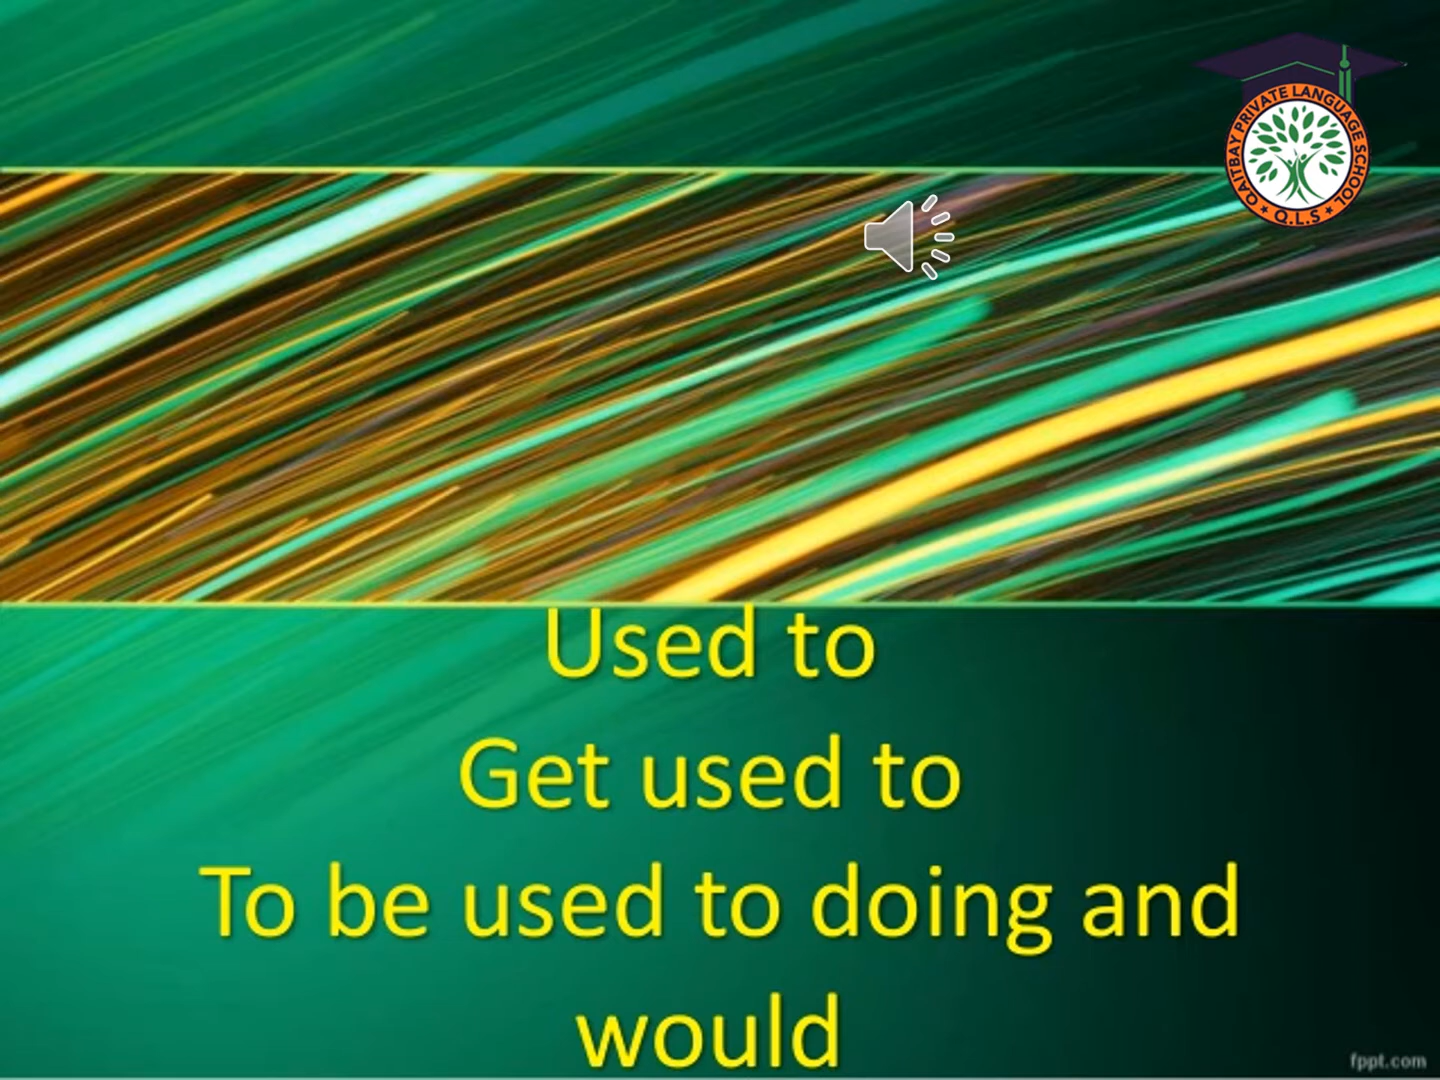 QAITBAY PRIVATE LANGUAGE SCHOOL
★ Q.L.S ★
Used to
Get used to
To be used to doing and
would
fppt.com